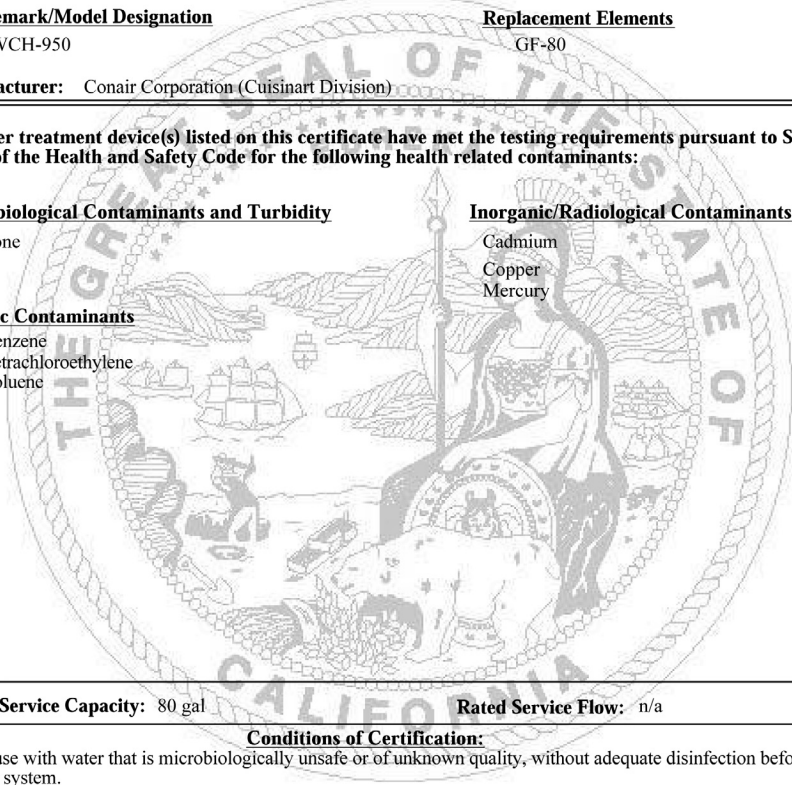 emark/Model Designation Replacement Elements
VCH-950 GF-80
acturer: Conair Corporation (Cuisinart Division)
er treatment device(s) listed on this certificate have met the testing requirements pursuant to S
of the Health and Safety Code for the following health related contaminants:
biological Contaminants and Turbidity Inorganic/Radiological Contaminants
one Cadmium
Copper
Mercury
c Contaminants
enzene
etrachloroethylene
oluene
THE GREAT SEAL OF THE STATE OF CALIFORNIA
EUREKA
Service Capacity: 80 gal Rated Service Flow: n/a
Conditions of Certification:
use with water that is microbiologically unsafe or of unknown quality, without adequate disinfection befo
system.